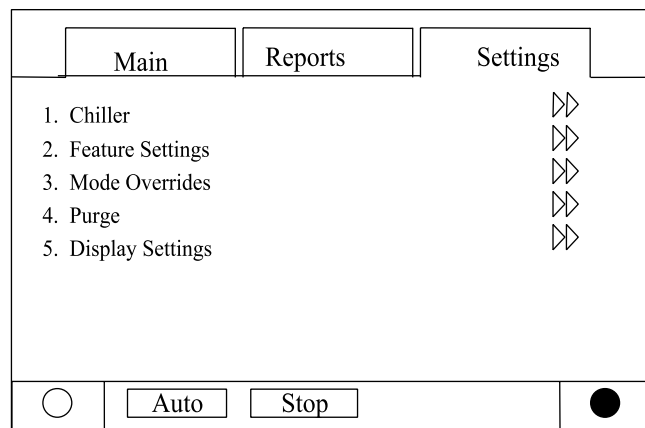 Main Reports Settings
1. Chiller
2. Feature Settings
3. Mode Overrides
4. Purge
5. Display Settings
Auto Stop